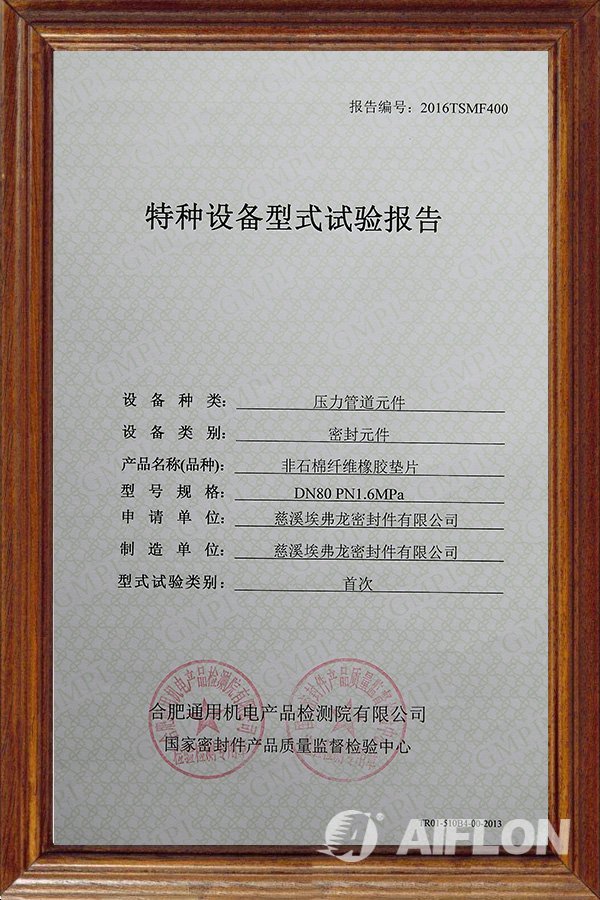 报告编号：2016TSMF400
特种设备型式试验报告
设备种类： 压力管道元件
设备类别： 密封元件
产品名称(品种)： 非石棉纤维橡胶垫片
型号规格： DN80 PN1.6MPa
申请单位： 慈溪埃弗龙密封件有限公司
制造单位： 慈溪埃弗龙密封件有限公司
型式试验类别： 首次
合肥通用机电产品检测院有限公司
国家密封件产品质量监督检验中心
AIFLON